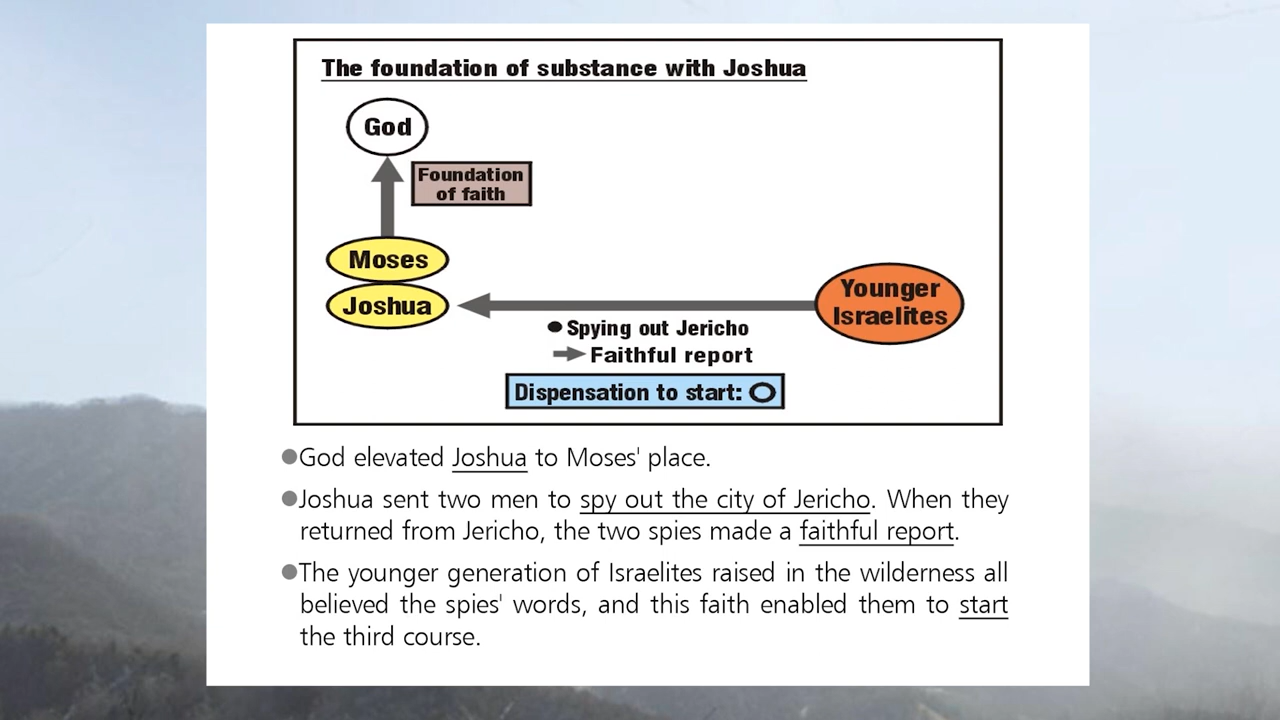 The foundation of substance with Joshua
God
Foundation
of faith
Moses
Joshua
Younger
Israelites
● Spying out Jericho
➔ Faithful report
Dispensation to start: O
●God elevated Joshua to Moses' place.
●Joshua sent two men to spy out the city of Jericho. When they
returned from Jericho, the two spies made a faithful report.
●The younger generation of Israelites raised in the wilderness all
believed the spies' words, and this faith enabled them to start
the third course.